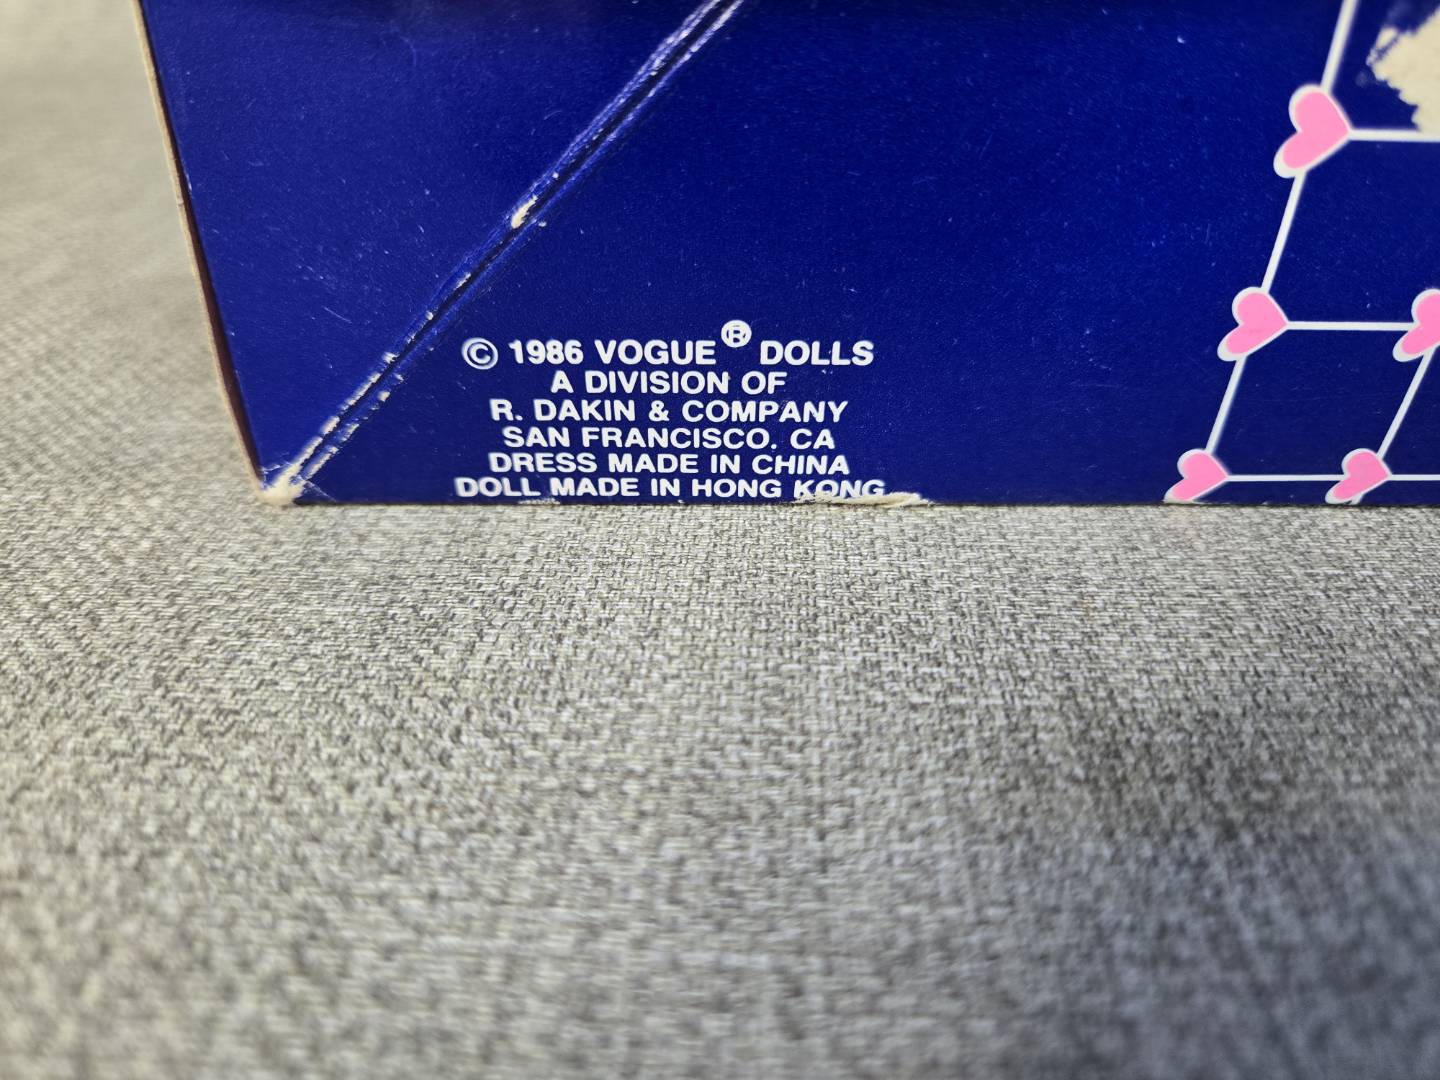 © 1986 VOGUE® DOLLS
A DIVISION OF
R. DAKIN & COMPANY
SAN FRANCISCO. CA
DRESS MADE IN CHINA
DOLL MADE IN HONG KONG